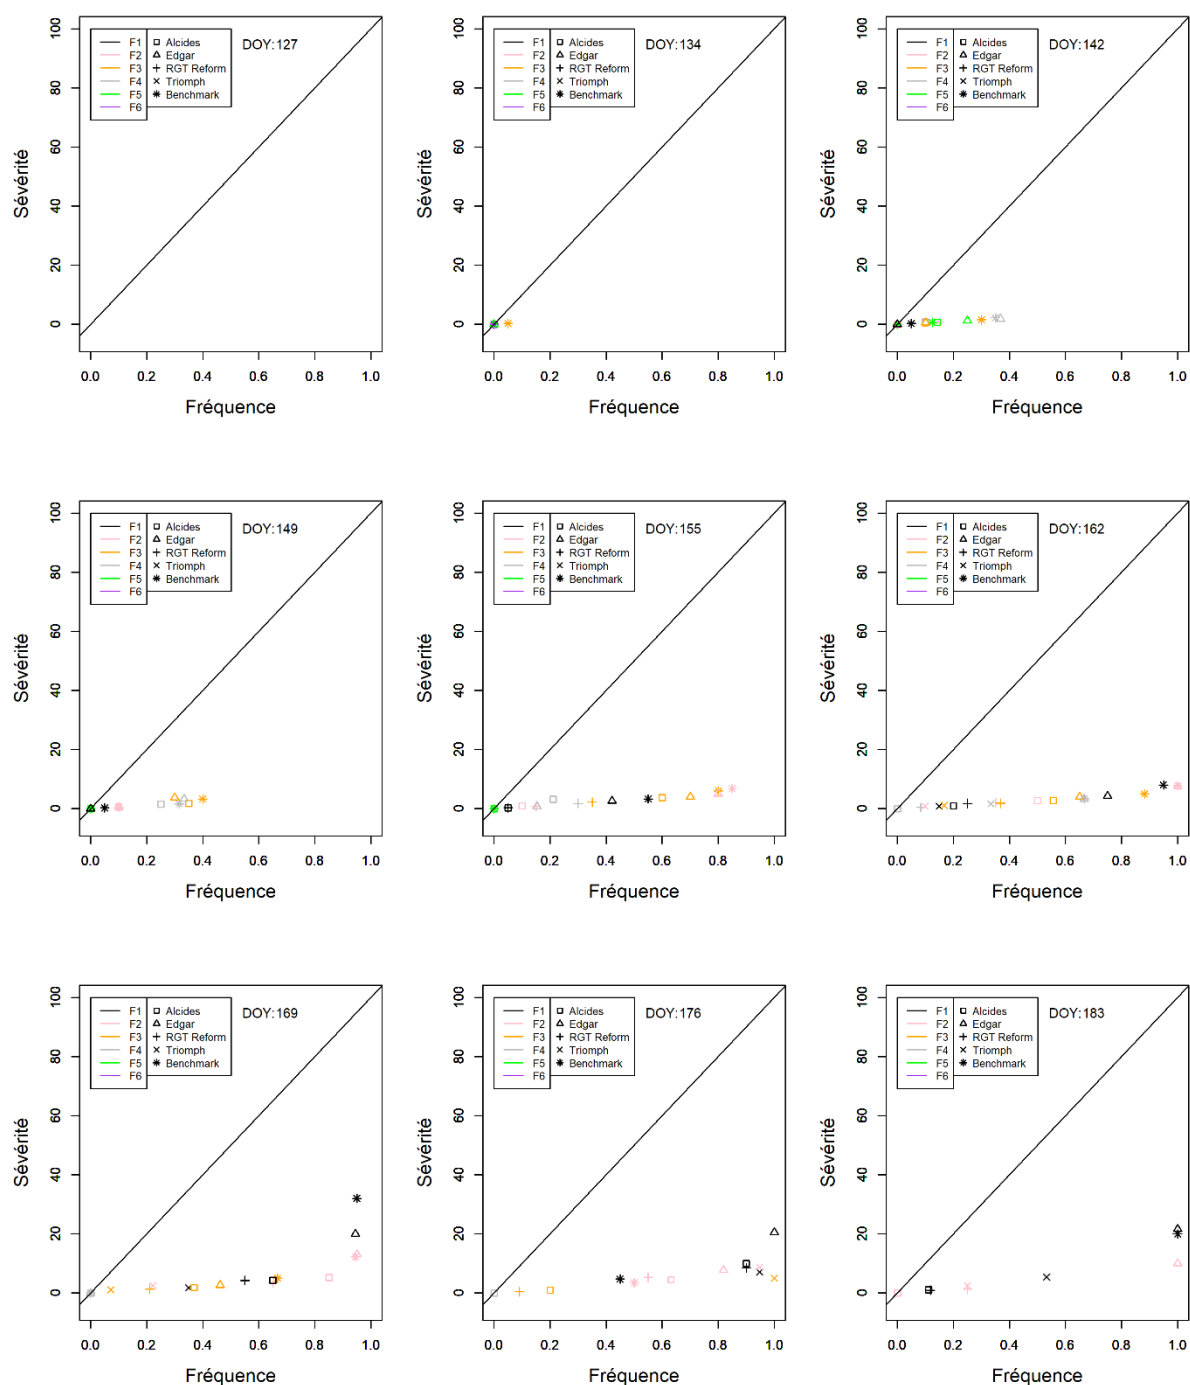 DOY:127
F1 Alcides
F2 Edgar
F3 RGT Reform
F4 Triomph
F5 Benchmark
F6
100
80
60
40
20
0
Sévérité
0.0 0.2 0.4 0.6 0.8 1.0
Fréquence
DOY:134
F1 Alcides
F2 Edgar
F3 RGT Reform
F4 Triomph
F5 Benchmark
F6
100
80
60
40
20
0
Sévérité
0.0 0.2 0.4 0.6 0.8 1.0
Fréquence
DOY:142
F1 Alcides
F2 Edgar
F3 RGT Reform
F4 Triomph
F5 Benchmark
F6
100
80
60
40
20
0
Sévérité
0.0 0.2 0.4 0.6 0.8 1.0
Fréquence
DOY:149
F1 Alcides
F2 Edgar
F3 RGT Reform
F4 Triomph
F5 Benchmark
F6
100
80
60
40
20
0
Sévérité
0.0 0.2 0.4 0.6 0.8 1.0
Fréquence
DOY:155
F1 Alcides
F2 Edgar
F3 RGT Reform
F4 Triomph
F5 Benchmark
F6
100
80
60
40
20
0
Sévérité
0.0 0.2 0.4 0.6 0.8 1.0
Fréquence
DOY:162
F1 Alcides
F2 Edgar
F3 RGT Reform
F4 Triomph
F5 Benchmark
F6
100
80
60
40
20
0
Sévérité
0.0 0.2 0.4 0.6 0.8 1.0
Fréquence
DOY:169
F1 Alcides
F2 Edgar
F3 RGT Reform
F4 Triomph
F5 Benchmark
F6
100
80
60
40
20
0
Sévérité
0.0 0.2 0.4 0.6 0.8 1.0
Fréquence
DOY:176
F1 Alcides
F2 Edgar
F3 RGT Reform
F4 Triomph
F5 Benchmark
F6
100
80
60
40
20
0
Sévérité
0.0 0.2 0.4 0.6 0.8 1.0
Fréquence
DOY:183
F1 Alcides
F2 Edgar
F3 RGT Reform
F4 Triomph
F5 Benchmark
F6
100
80
60
40
20
0
Sévérité
0.0 0.2 0.4 0.6 0.8 1.0
Fréquence